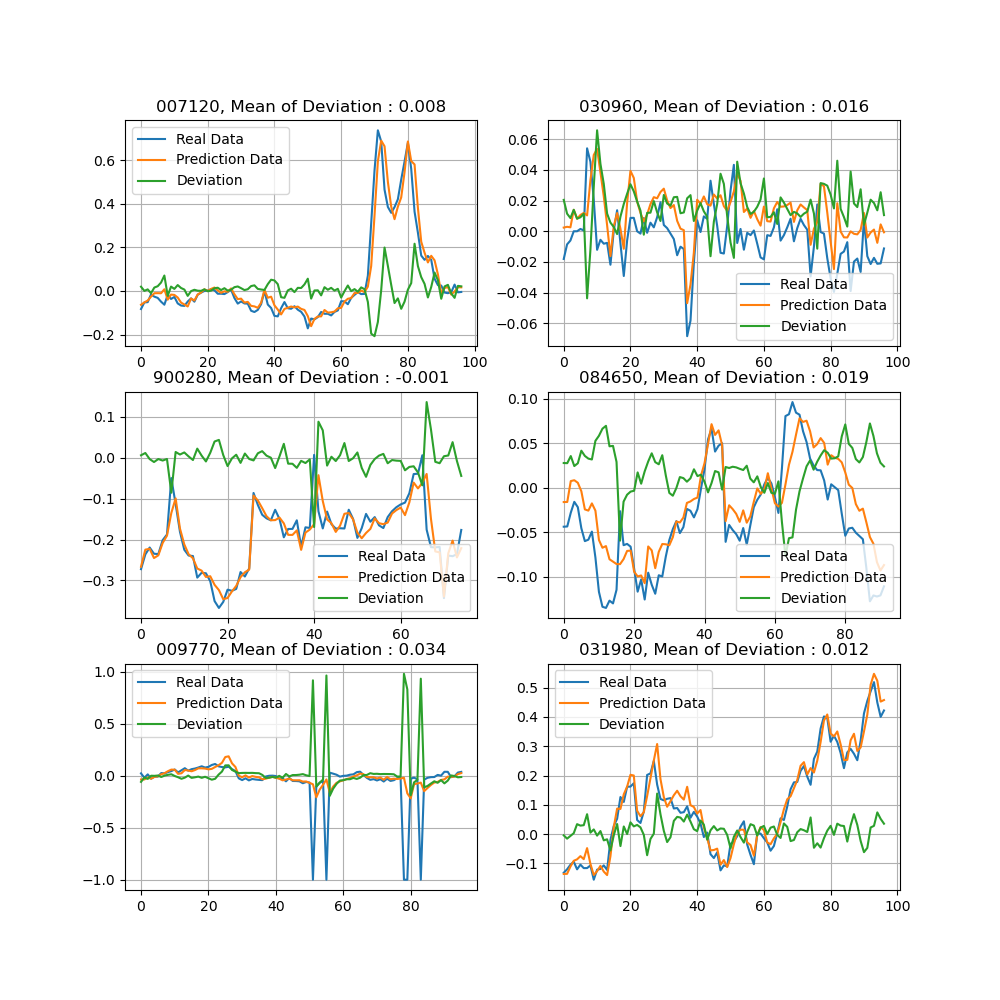 007120, Mean of Deviation : 0.008
Real Data
Prediction Data
Deviation
0.6
0.4
0.2
0.0
−0.2
0 20 40 60 80 100
030960, Mean of Deviation : 0.016
0.06
0.04
0.02
0.00
−0.02
−0.04
−0.06
Real Data
Prediction Data
Deviation
0 20 40 60 80 100
900280, Mean of Deviation : -0.001
0.1
0.0
−0.1
−0.2
−0.3
Real Data
Prediction Data
Deviation
0 20 40 60
084650, Mean of Deviation : 0.019
0.10
0.05
0.00
−0.05
−0.10
Real Data
Prediction Data
Deviation
0 20 40 60 80
009770, Mean of Deviation : 0.034
Real Data
Prediction Data
Deviation
1.0
0.5
0.0
−0.5
−1.0
0 20 40 60 80
031980, Mean of Deviation : 0.012
Real Data
Prediction Data
Deviation
0.5
0.4
0.3
0.2
0.1
0.0
−0.1
0 20 40 60 80 100